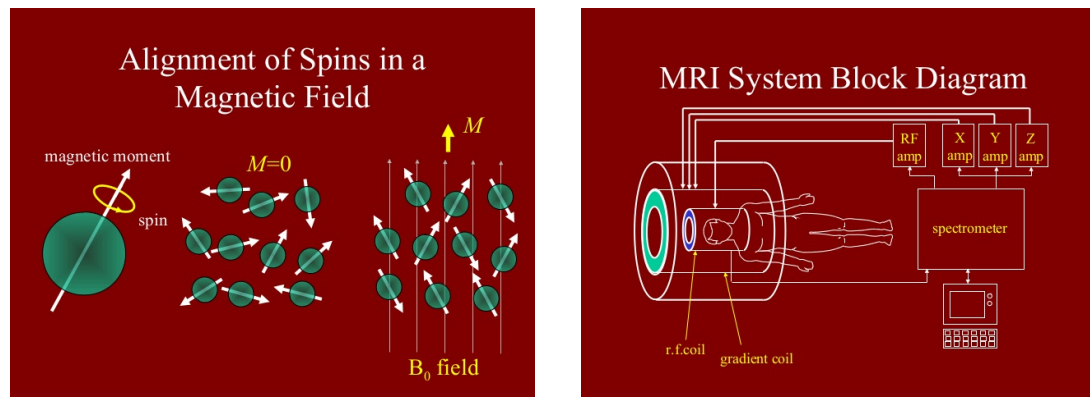 Alignment of Spins in a
Magnetic Field
M
magnetic moment
M=0
spin
B₀ field
MRI System Block Diagram
RF
amp
X
amp
Y
amp
Z
amp
spectrometer
r.f.coil
gradient coil